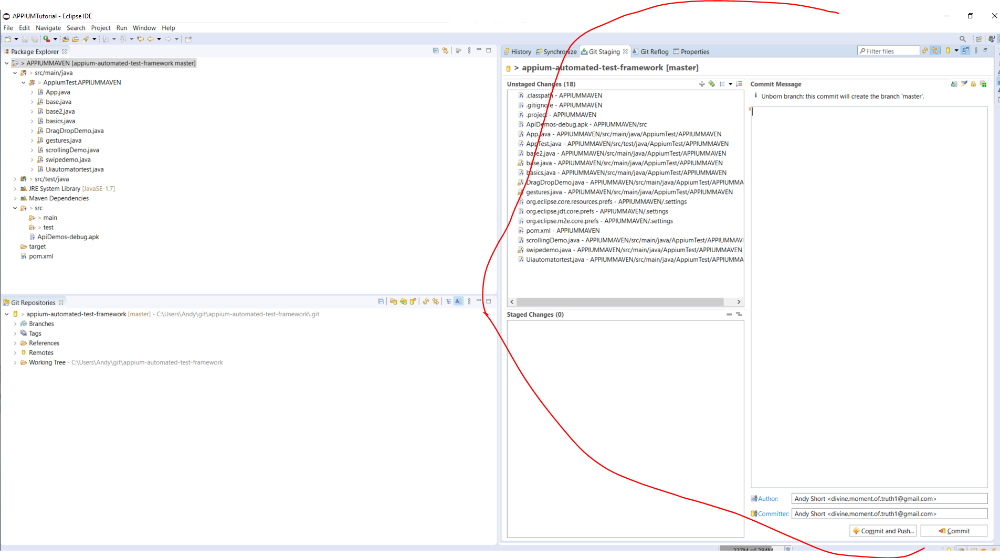 APPIUMTutorial - Eclipse IDE
File Edit Navigate Search Project Run Window Help
Package Explorer
> APPIUMMAVEN [appium-automated-test-framework master]
> src/main/java
> AppiumTest.APPIUMMAVEN
App.java
base.java
base2.java
basics.java
DragDropDemo.java
gestures.java
scrollingDemo.java
swipedemo.java
Uiautomatortest.java
> src/test/java
JRE System Library [JavaSE-1.7]
Maven Dependencies
> src
> main
> test
ApiDemos-debug.apk
target
pom.xml
Git Repositories
> appium-automated-test-framework [master] - C:\Users\Andy\git\appium-automated-test-framework\.git
Branches
Tags
References
Remotes
Working Tree - C:\Users\Andy\git\appium-automated-test-framework
History Synchronize Git Staging Git Reflog Properties
Filter files
> appium-automated-test-framework [master]
Unstaged Changes (18)
.classpath - APPIUMMAVEN
.gitignore - APPIUMMAVEN
.project - APPIUMMAVEN
ApiDemos-debug.apk - APPIUMMAVEN/src
App.java - APPIUMMAVEN/src/main/java/AppiumTest/APPIUMMAVEN
AppTest.java - APPIUMMAVEN/src/test/java/AppiumTest/APPIUMMAVEN
base2.java - APPIUMMAVEN/src/main/java/AppiumTest/APPIUMMAVEN
base.java - APPIUMMAVEN/src/main/java/AppiumTest/APPIUMMAVEN
basics.java - APPIUMMAVEN/src/main/java/AppiumTest/APPIUMMAVEN
DragDropDemo.java - APPIUMMAVEN/src/main/java/AppiumTest/APPIUMMA
gestures.java - APPIUMMAVEN/src/main/java/AppiumTest/APPIUMMAVEN
org.eclipse.core.resources.prefs - APPIUMMAVEN/.settings
org.eclipse.jdt.core.prefs - APPIUMMAVEN/.settings
org.eclipse.m2e.core.prefs - APPIUMMAVEN/.settings
pom.xml - APPIUMMAVEN
scrollingDemo.java - APPIUMMAVEN/src/main/java/AppiumTest/APPIUMMAV
swipedemo.java - APPIUMMAVEN/src/main/java/AppiumTest/APPIUMMAVEN
Uiautomatortest.java - APPIUMMAVEN/src/main/java/AppiumTest/APPIUMMA
Staged Changes (0)
Commit Message
Unborn branch: this commit will create the branch 'master'.
Author: Andy Short <divine.moment.of.truth1@gmail.com>
Committer: Andy Short <divine.moment.of.truth1@gmail.com>
Commit and Push... Commit